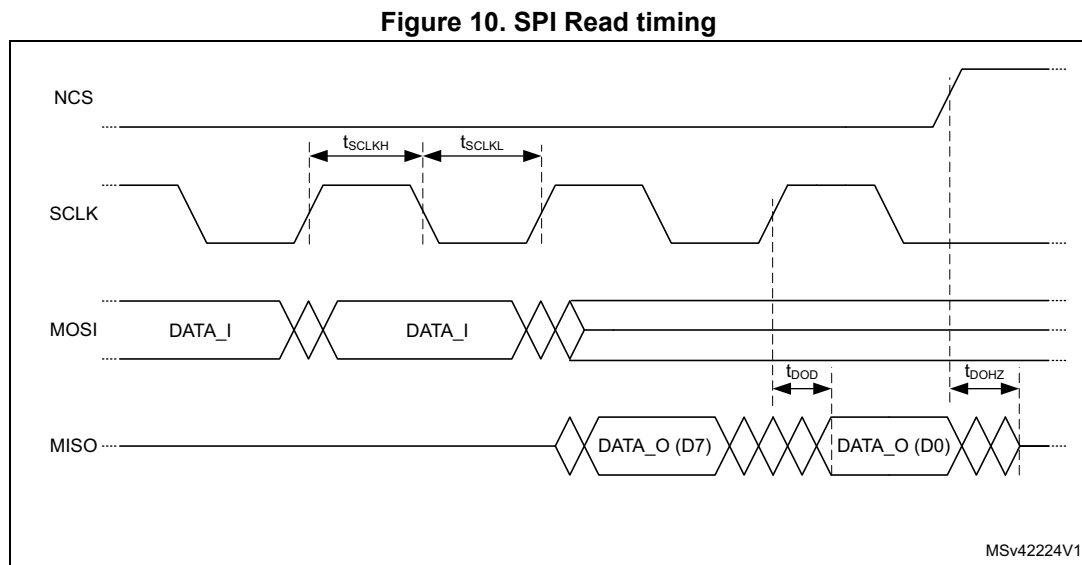 Figure 10. SPI Read timing
NCS
tSCLKH
tSCLKL
SCLK
MOSI
DATA_I
DATA_I
tDOD
tDOHZ
MISO
DATA_O (D7)
DATA_O (D0)
MSv42224V1